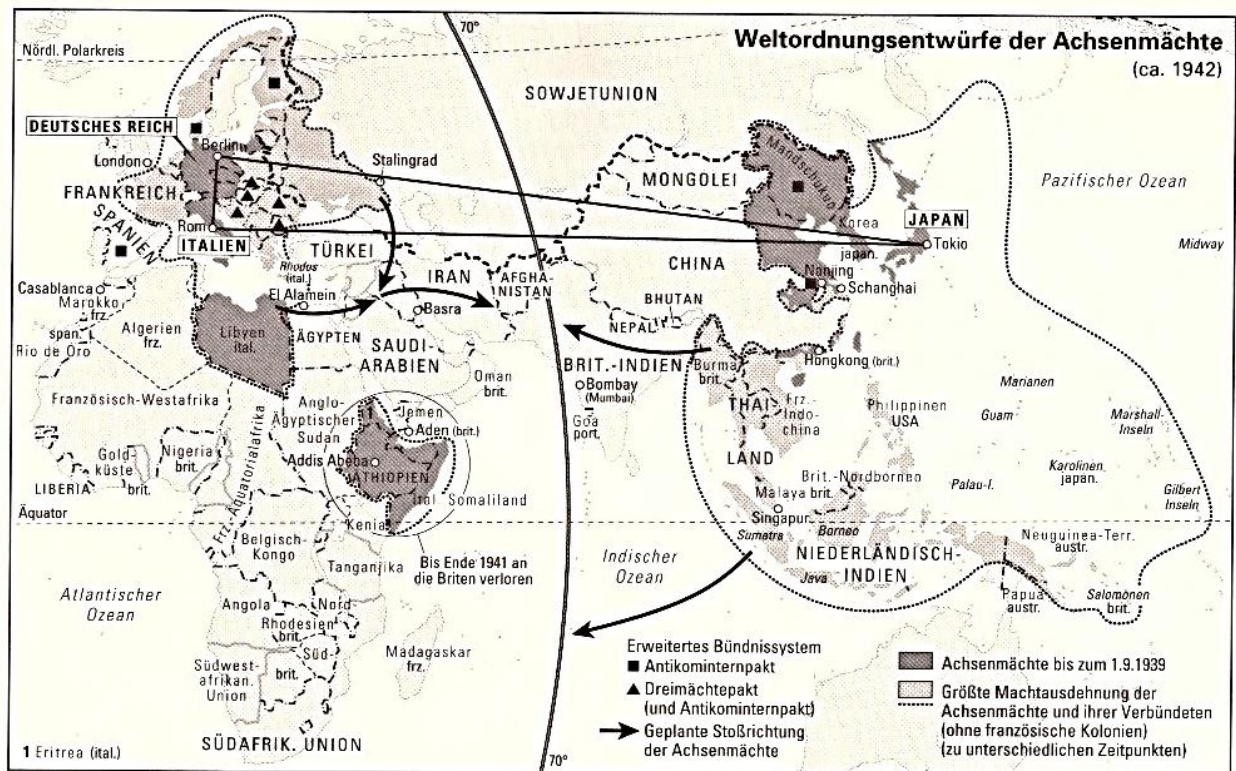 Weltordnungsentwürfe der Achsenmächte
(ca. 1942)
Nördl. Polarkreis
70°
SOWJETUNION
DEUTSCHES REICH
Berlin
London
Stalingrad
FRANKREICH
SPANIEN
Rom
ITALIEN
TÜRKEI
Rhodos
(ital.)
El Alamein
Casablanca
Marokko
frz.
span.
Rio de Oro
Algerien
frz.
Libyen
ital.
ÄGYPTEN
IRAN
Basra
AFGHA-
NISTAN
SAUDI-
ARABIEN
Oman
brit.
MONGOLEI
Mandschukuo
Korea
japan.
JAPAN
Tokio
Pazifischer Ozean
Midway
CHINA
Nanjing
Schanghai
BHUTAN
NEPAL
BRIT.-INDIEN
Bombay
(Mumbai)
Goa
port.
Burma
brit.
Hongkong (brit.)
THAI-
LAND
Frz.-
Indo-
china
Philippinen
USA
Marianen
Guam
Marshall-
Inseln
Karolinen
japan.
Palau-I.
Gilbert
Inseln
Brit.-Nordborneo
Malaya brit.
Singapur
Sumatra
Borneo
Java
NIEDERLÄNDISCH-
INDIEN
Neuguinea-Terr.
austr.
Papua
austr.
Salomonen
brit.
Französisch-Westafrika
Anglo-
Ägyptischer
Sudan
1
Jemen
Aden (brit.)
Addis Abeba
ÄTHIOPIEN
Ital. Somaliland
Gold-
küste
brit.
Nigeria
brit.
LIBERIA
Frz.-Äquatorialafrika
Äquator
Kenia
Belgisch-
Kongo
Tanganjika
Bis Ende 1941 an
die Briten verloren
Indischer
Ozean
Atlantischer
Ozean
Angola
Nord-
Rhodesien
brit.
Süd-
brit.
Südwest-
afrikan.
Union
Madagaskar
frz.
SÜDAFRIK. UNION
1 Eritrea (ital.)
70°
Erweitertes Bündnissystem
■ Antikominternpakt
▲ Dreimächtepakt
(und Antikominternpakt)
Geplante Stoßrichtung
der Achsenmächte
Achsenmächte bis zum 1.9.1939
Größte Machtausdehnung der
Achsenmächte und ihrer Verbündeten
(ohne französische Kolonien)
(zu unterschiedlichen Zeitpunkten)